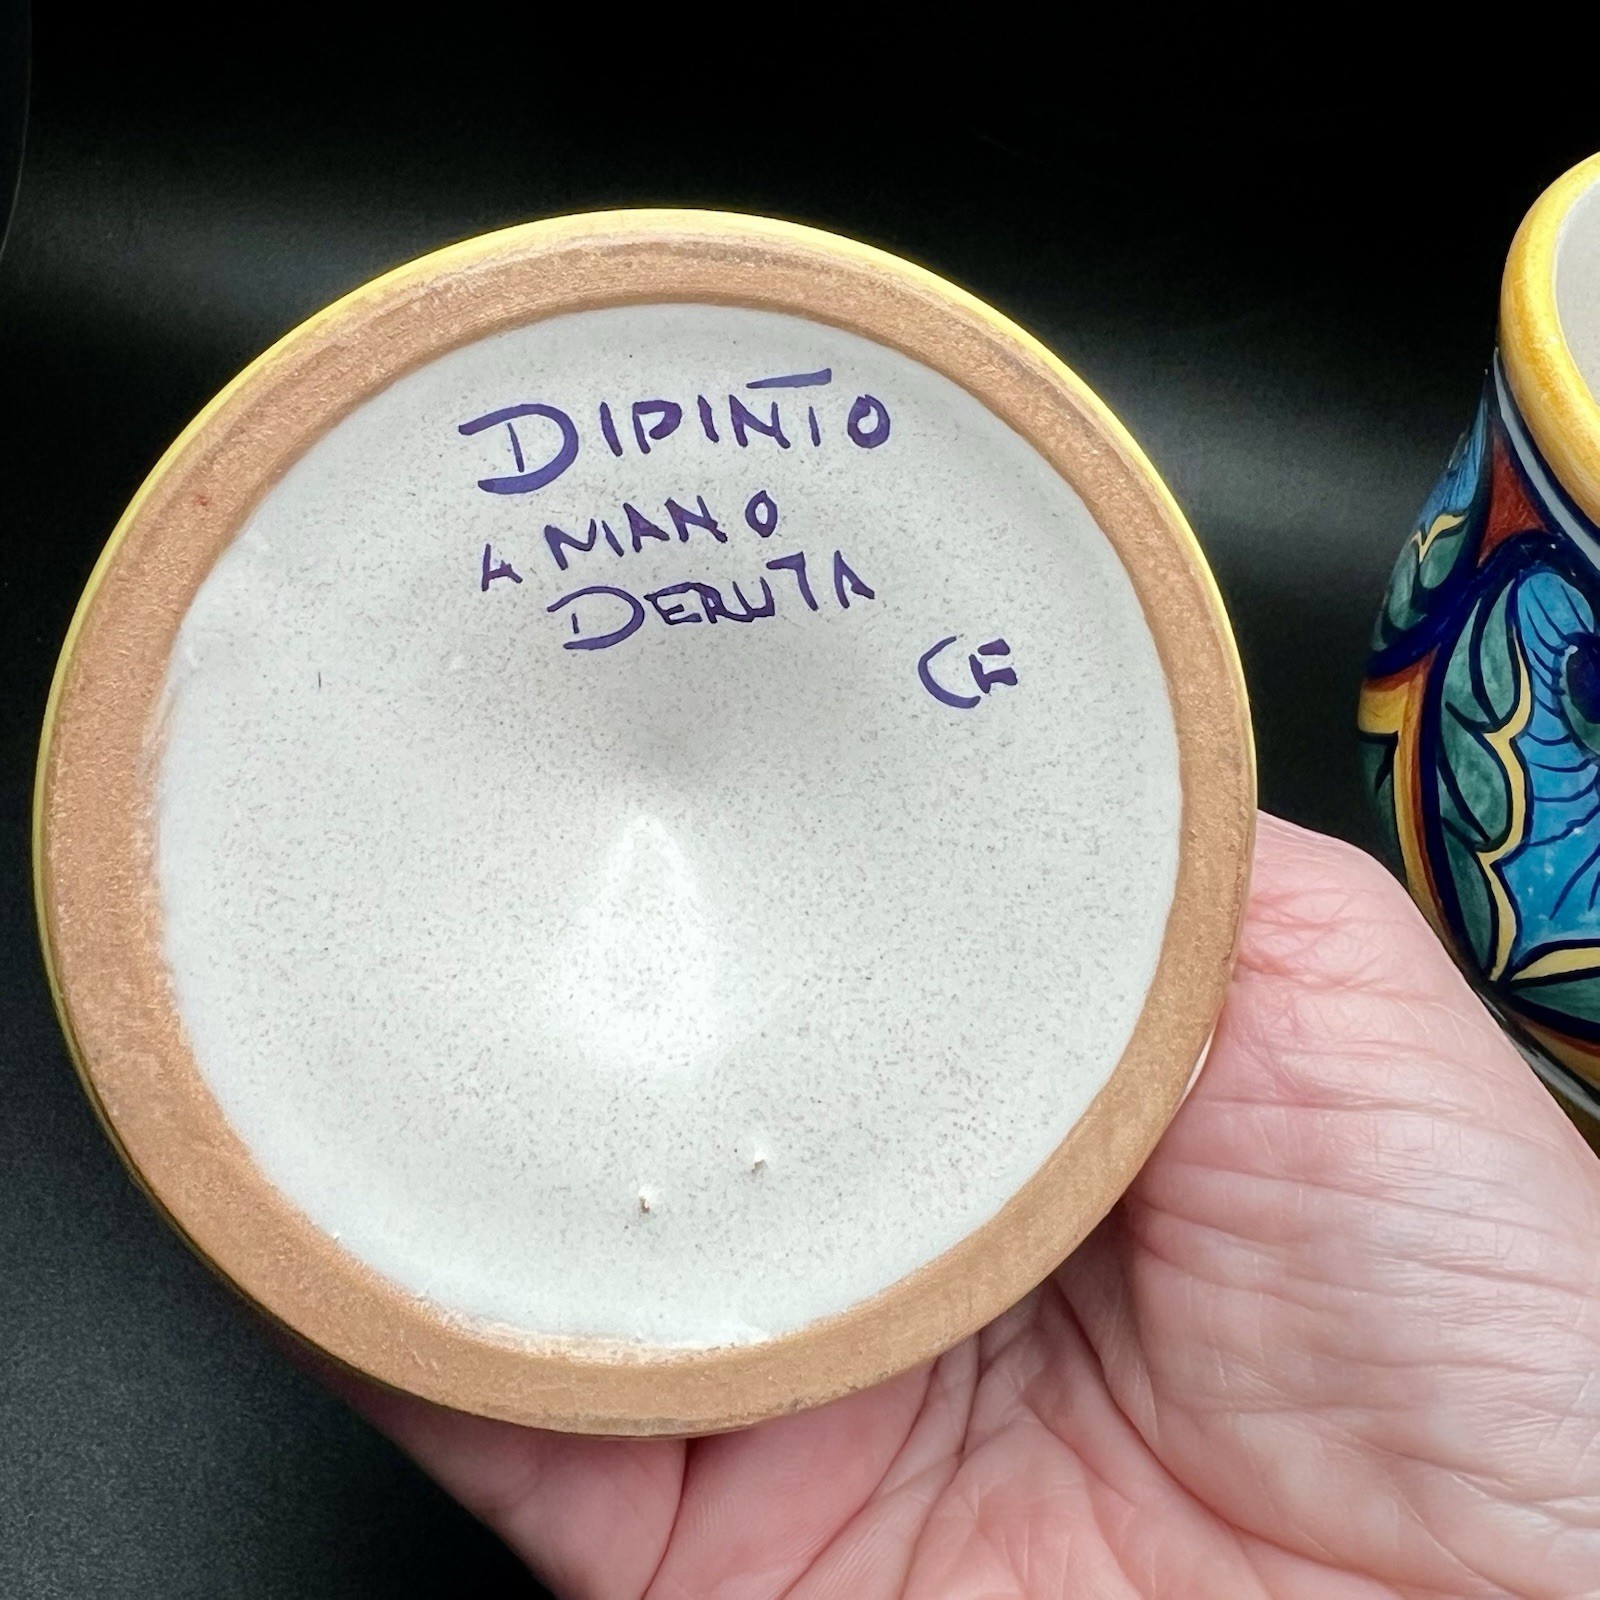 DIPINTO
A MANO
DERUTA
CF